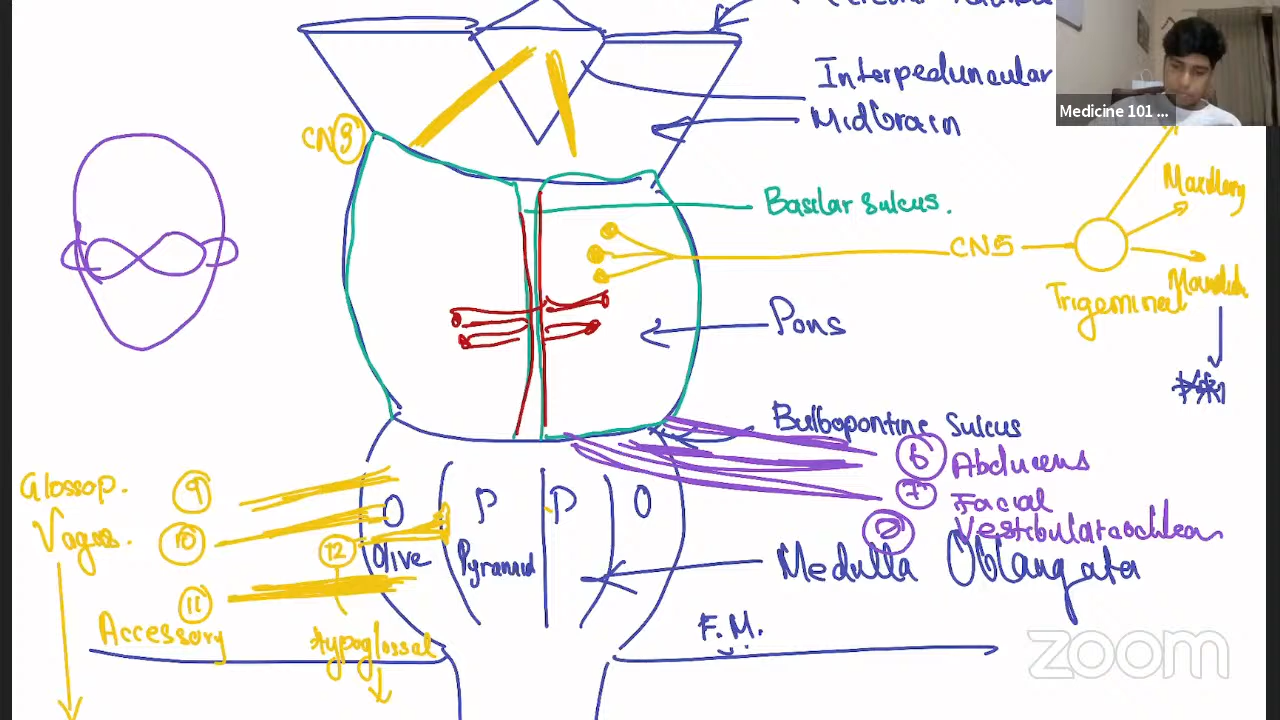 Interpeduncular
Medicine 101 ...
Midbrain
CN3
Maxillary
Basilar Sulcus.
CN5
Trigeminal
Pons
Bulbopontine Sulcus
6 Abducens
7 Facial
8 Vestibulocochlear
Glossop. 9
Vagus. 10
O P P O
12
Olive Pyramid
Medulla Oblangata
11
Accessory
Hypoglossal
F.M.
zoom